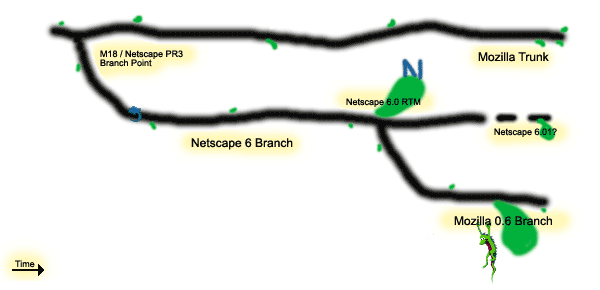 M18 / Netscape PR3
Branch Point
Mozilla Trunk
N
Netscape 6.0 RTM
Netscape 6 Branch
Netscape 6.01?
Mozilla 0.6 Branch
Time